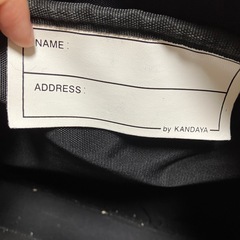 NAME :
ADDRESS :
by KANDAYA